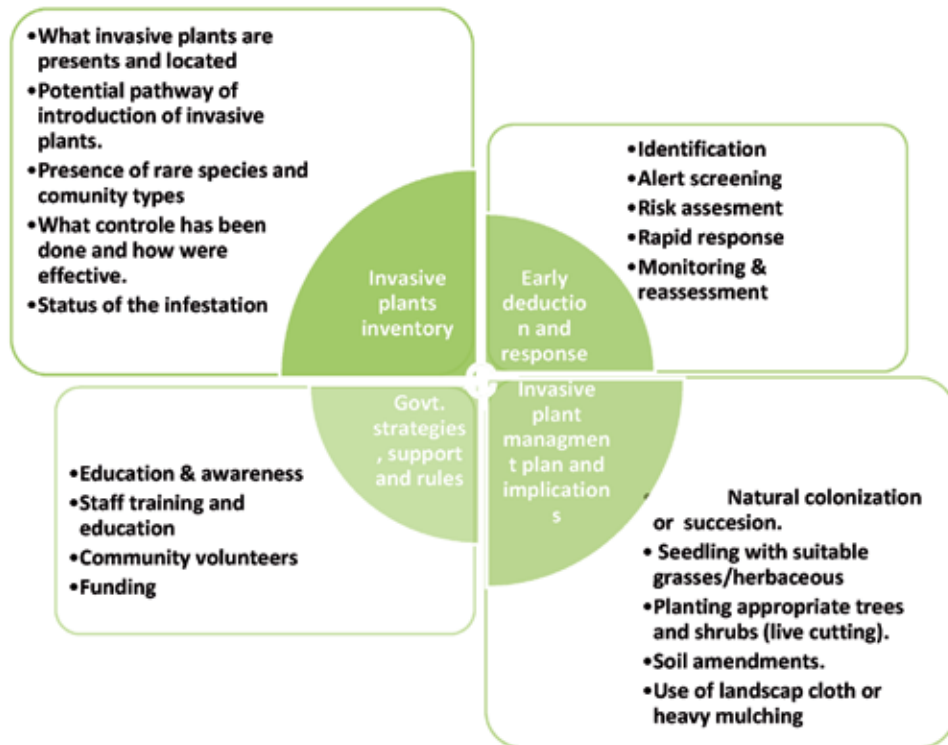 •What invasive plants are
presents and located
•Potential pathway of
introduction of invasive
plants.
•Presence of rare species and
comunity types
•What controle has been
done and how were
effective.
•Status of the infestation
Invasive
plants
inventory
•Identification
•Alert screening
•Risk assesment
•Rapid response
•Monitoring &
reassessment
Early
deductio
n and
response
•Education & awareness
•Staff training and
education
•Community volunteers
•Funding
Govt.
strategies
, support
and rules
Invasive
plant
managmen
t plan and
implication
s
• Natural colonization
or succesion.
• Seedling with suitable
grasses/herbaceous
•Planting appropriate trees
and shrubs (live cutting).
•Soil amendments.
•Use of landscap cloth or
heavy mulching